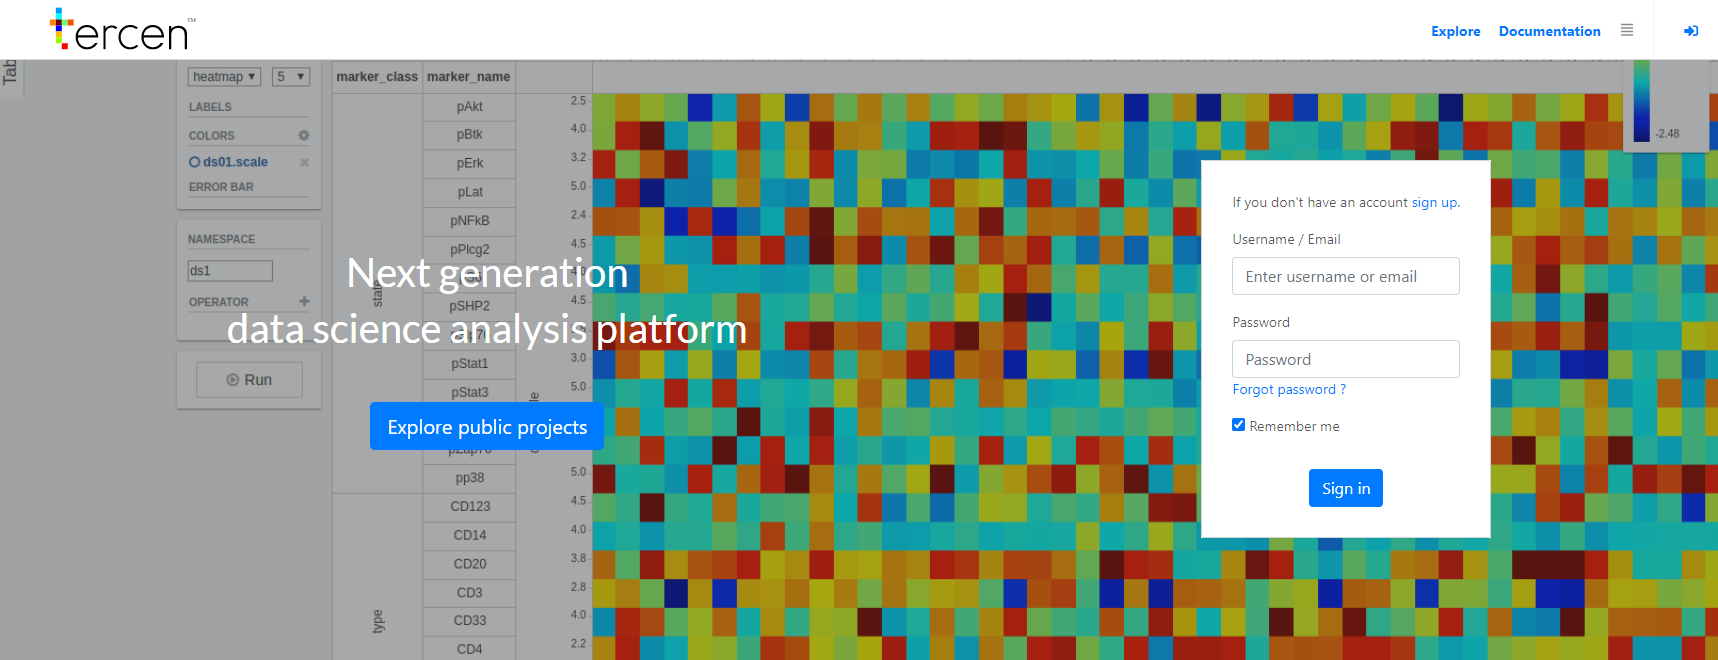 tercen™
Explore Documentation
Tab
heatmap ▾ 5 ▾
LABELS
COLORS
ds01.scale
ERROR BAR
NAMESPACE
ds1
OPERATOR
Run
marker_class marker_name
state
type
pAkt
pBtk
pErk
pLat
pNFkB
pPlcg2
pSHP2
pStat1
pStat3
pp38
CD123
CD14
CD20
CD3
CD33
CD4
2.5
4.0
3.2
5.0
2.4
4.5
4.0
4.5
3.0
5.0
5.0
4.5
4.0
3.8
2.8
4.0
2.2
-2.48
Next generation
data science analysis platform
Explore public projects
If you don't have an account sign up.
Username / Email
Enter username or email
Password
Password
Forgot password ?
Remember me
Sign in